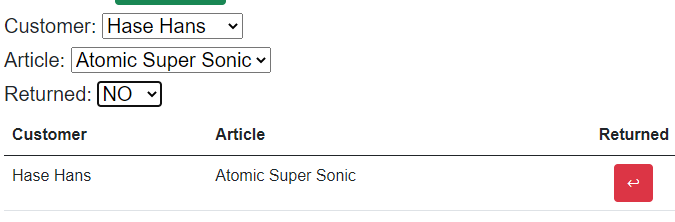 Customer: Hase Hans
Article: Atomic Super Sonic
Returned: NO
Customer Article Returned
Hase Hans Atomic Super Sonic ↩